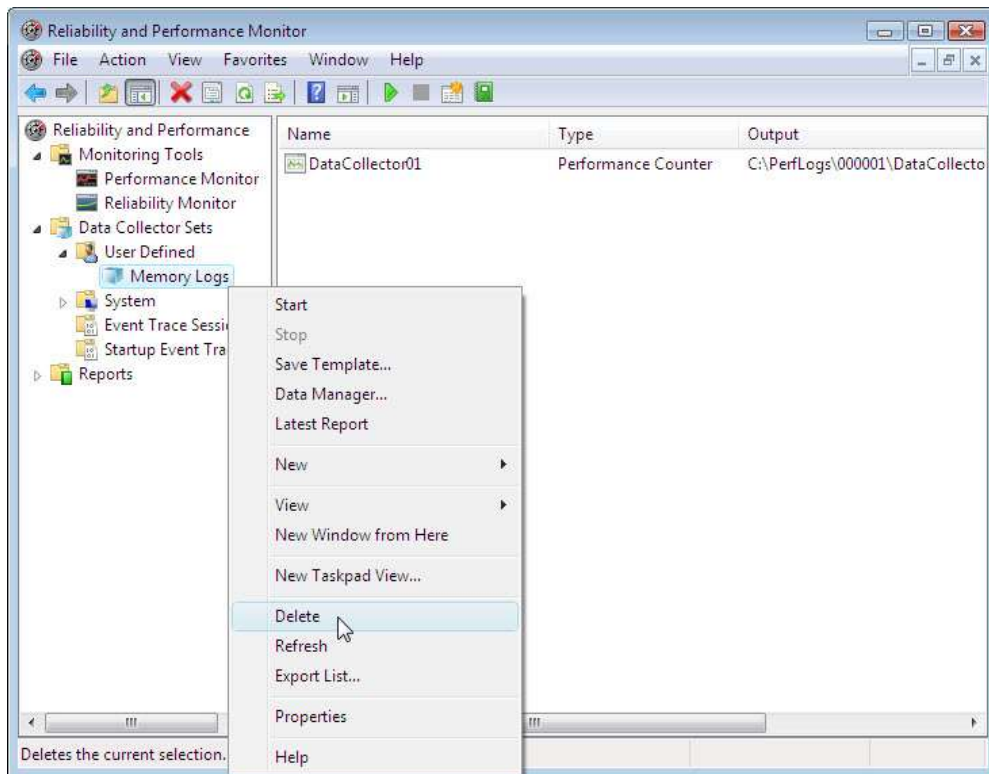 Reliability and Performance Monitor
File Action View Favorites Window Help
Reliability and Performance
Monitoring Tools
Performance Monitor
Reliability Monitor
Data Collector Sets
User Defined
Memory Logs
System
Event Trace Sessi
Startup Event Tra
Reports
Name Type Output
DataCollector01 Performance Counter C:\PerfLogs\000001\DataCollecto
Start
Stop
Save Template...
Data Manager...
Latest Report
New
View
New Window from Here
New Taskpad View...
Delete
Refresh
Export List...
Properties
Help
Deletes the current selection.